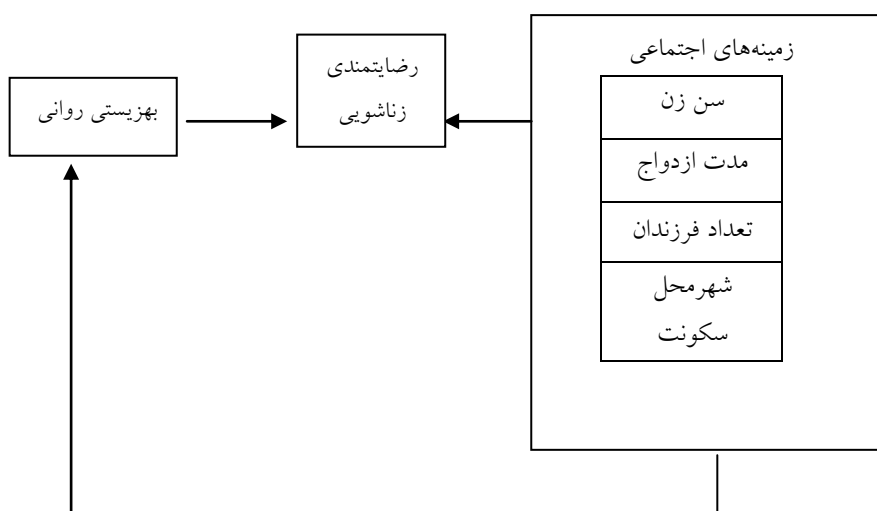 زمینه‌های اجتماعی
سن زن
مدت ازدواج
تعداد فرزندان
شهرمحل
سکونت
رضایتمندی
زناشویی
بهزیستی روانی